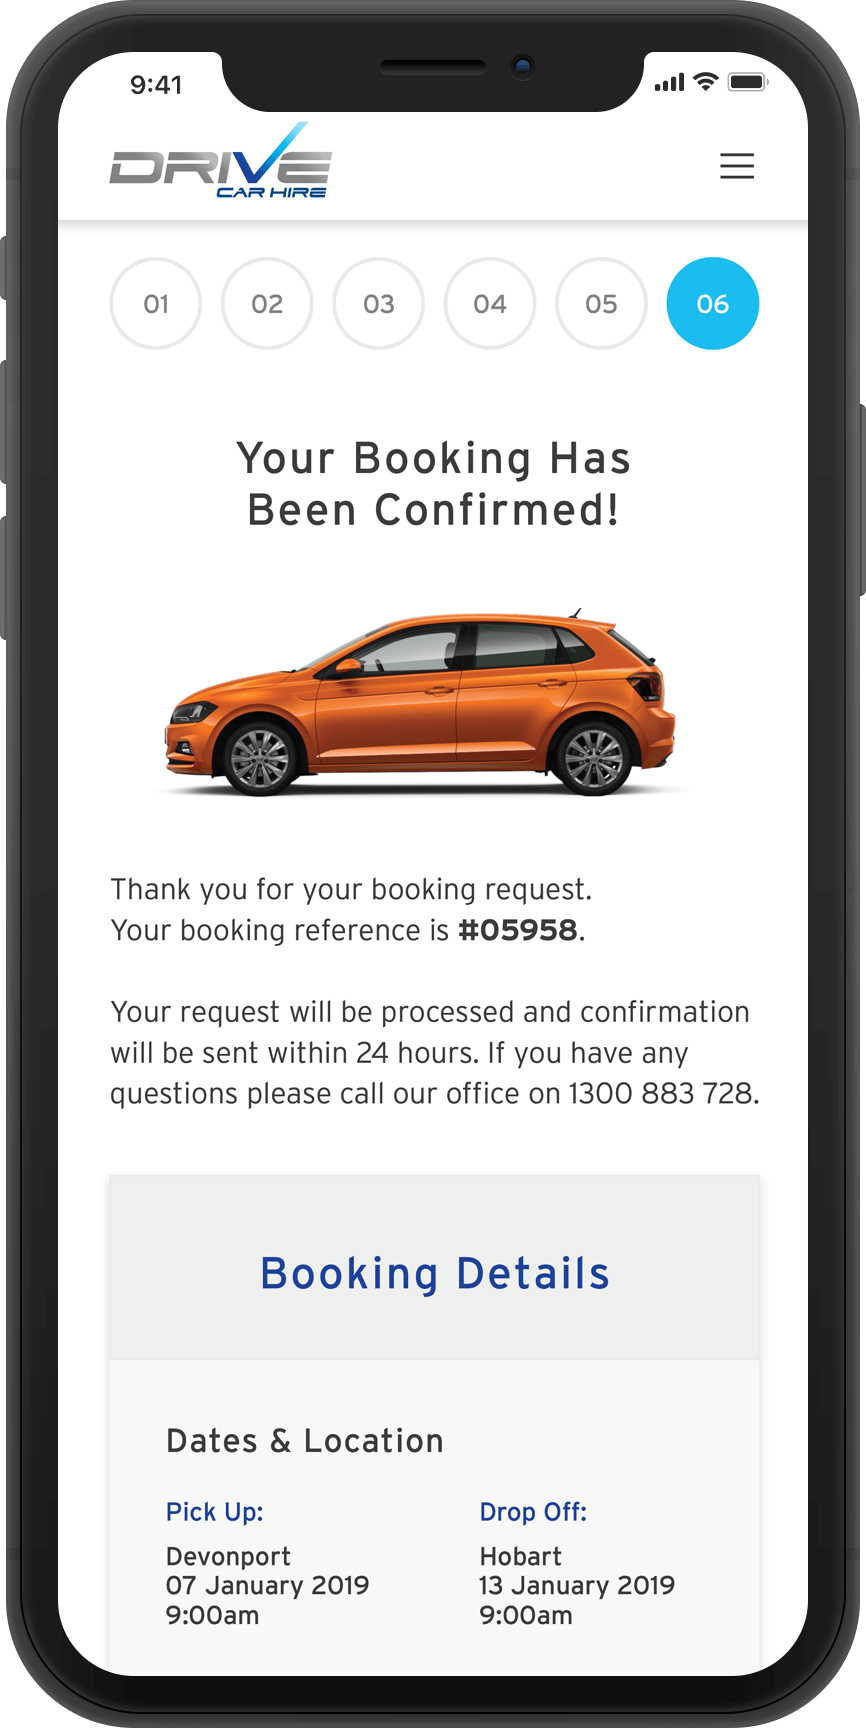 9:41
DRIVE
CAR HIRE
01 02 03 04 05 06
Your Booking Has
Been Confirmed!
Thank you for your booking request.
Your booking reference is #05958.
Your request will be processed and confirmation
will be sent within 24 hours. If you have any
questions please call our office on 1300 883 728.
Booking Details
Dates & Location
Pick Up:
Devonport
07 January 2019
9:00am
Drop Off:
Hobart
13 January 2019
9:00am